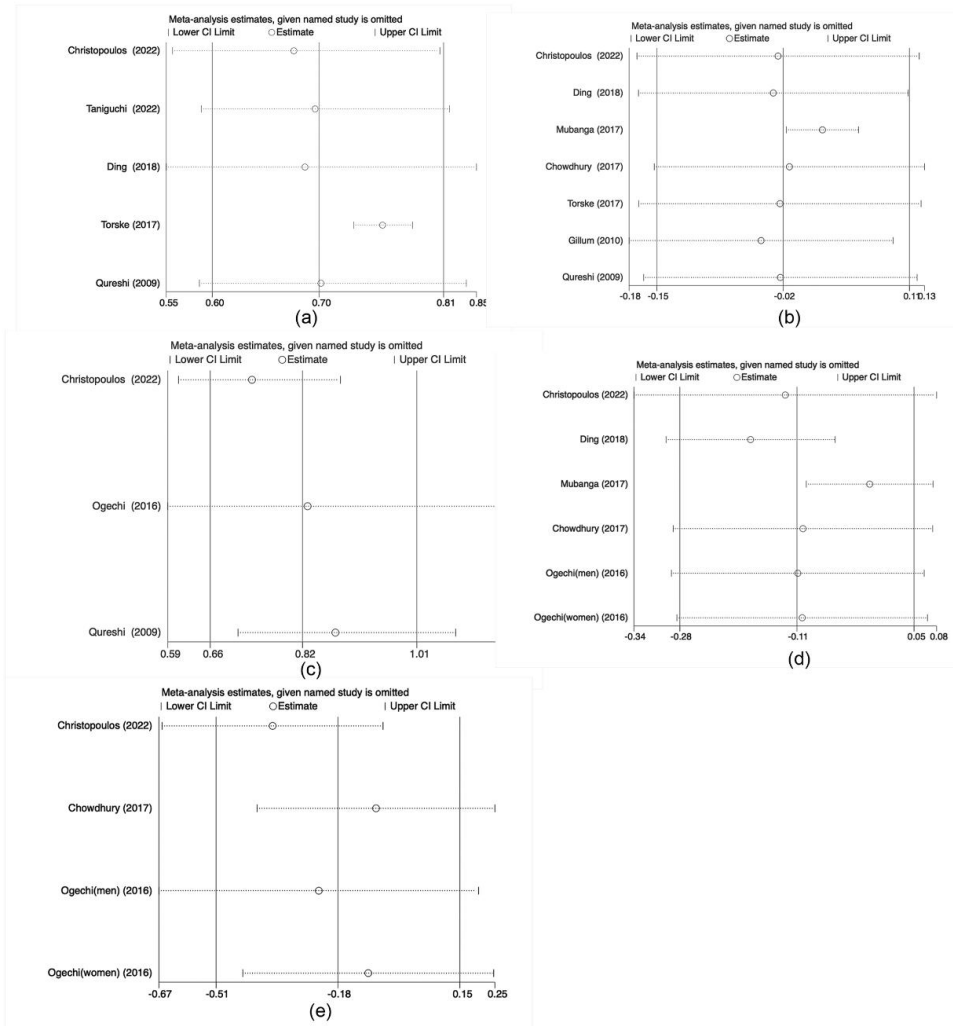 Meta-analysis estimates, given named study is omitted
| Lower CI Limit ○Estimate | Upper CI Limit
Christopoulos (2022)
Taniguchi (2022)
Ding (2018)
Torske (2017)
Qureshi (2009)
0.55 0.60 0.70 0.81 0.85
(a)
Meta-analysis estimates, given named study is omitted
| Lower CI Limit ○Estimate | Upper CI Limit
Christopoulos (2022)
Ding (2018)
Mubanga (2017)
Chowdhury (2017)
Torske (2017)
Gillum (2010)
Qureshi (2009)
-0.18 -0.15 -0.02 0.11 0.13
(b)
Meta-analysis estimates, given named study is omitted
| Lower CI Limit ○Estimate | Upper CI Limit
Christopoulos (2022)
Ogechi (2016)
Qureshi (2009)
0.59 0.66 0.82 1.01
(c)
Meta-analysis estimates, given named study is omitted
| Lower CI Limit ○Estimate | Upper CI Limit
Christopoulos (2022)
Ding (2018)
Mubanga (2017)
Chowdhury (2017)
Ogechi(men) (2016)
Ogechi(women) (2016)
-0.34 -0.28 -0.11 0.05 0.08
(d)
Meta-analysis estimates, given named study is omitted
| Lower CI Limit ○Estimate | Upper CI Limit
Christopoulos (2022)
Chowdhury (2017)
Ogechi(men) (2016)
Ogechi(women) (2016)
-0.67 -0.51 -0.18 0.15 0.25
(e)